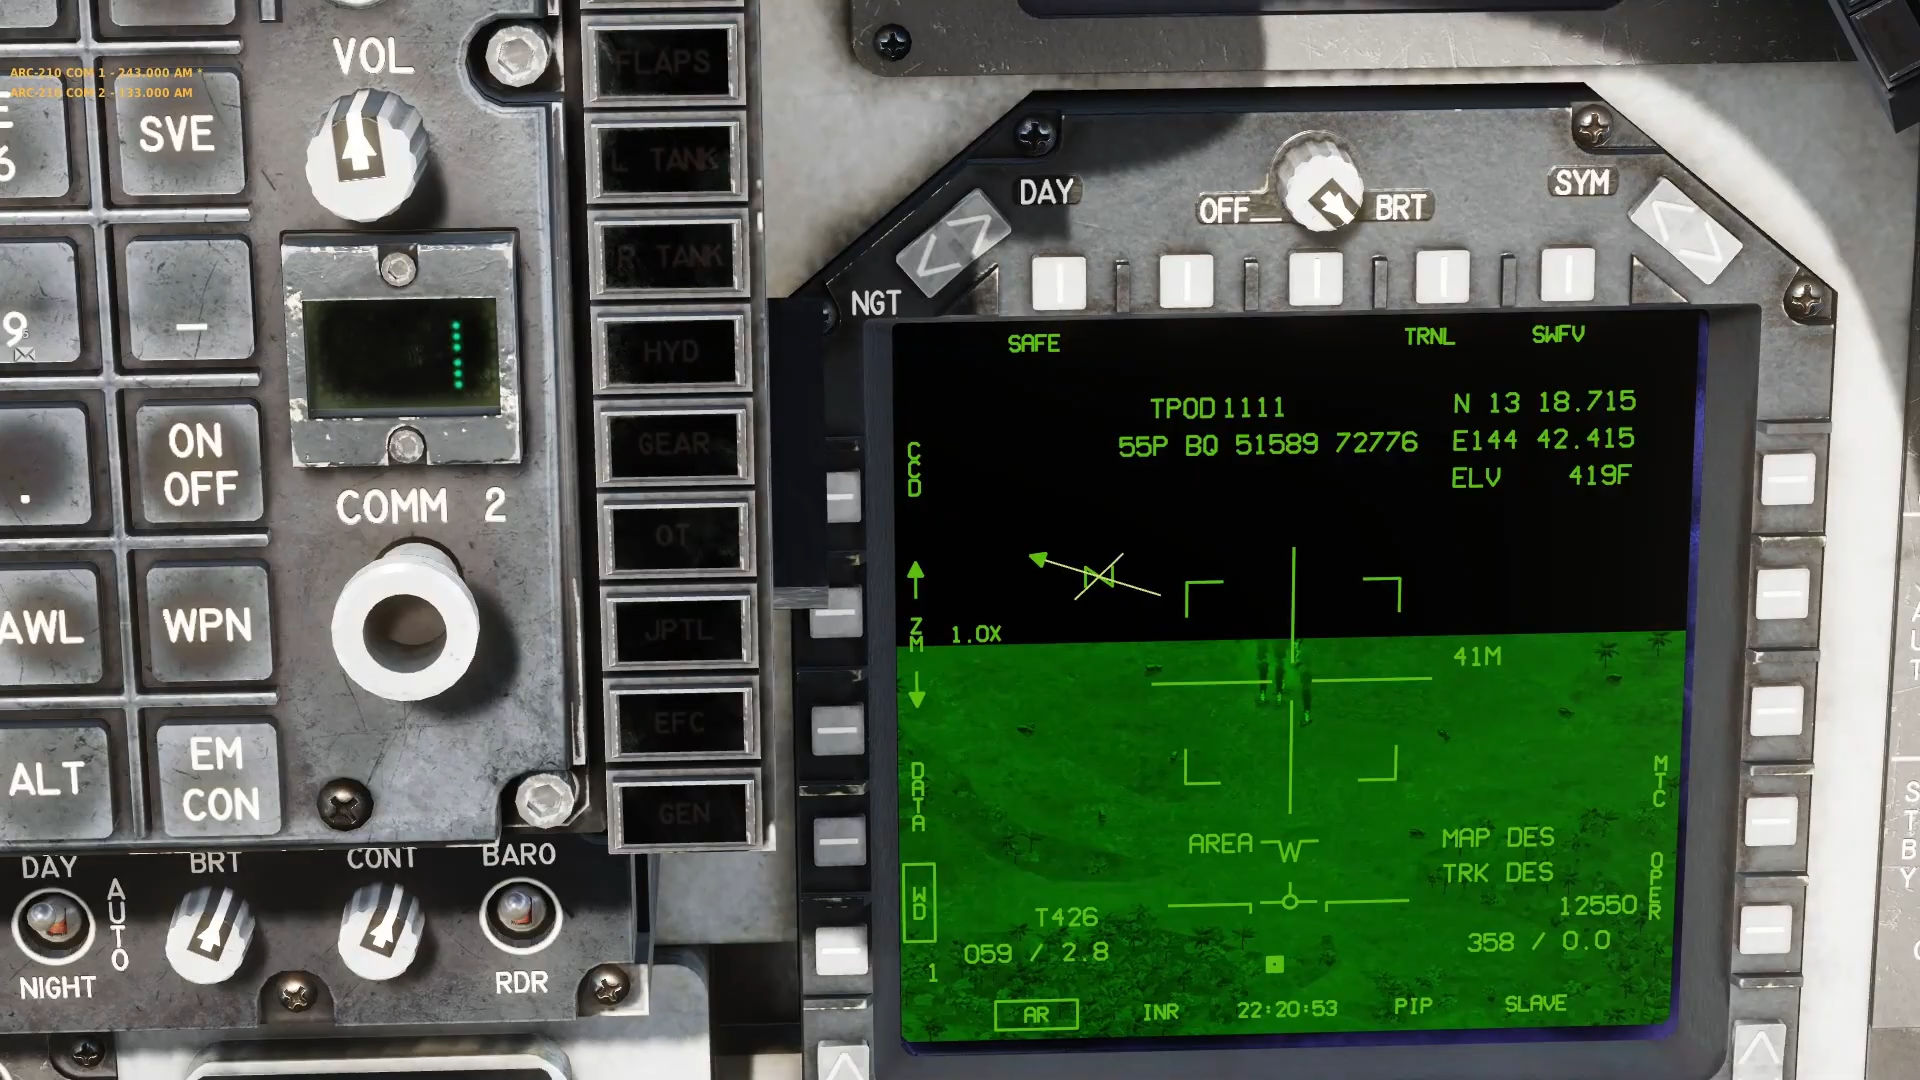 ARC-210 COM 1 - 243.000 AM *
ARC-210 COM 2 - 133.000 AM
VOL
6
SVE
9
–
.
ON
OFF
COMM 2
AWL
WPN
ALT
EM
CON
DAY
AUTO
NIGHT
BRT
CONT
BARO
RDR
FLAPS
L TANK
R TANK
HYD
GEAR
OT
JPTL
EFC
GEN
DAY
OFF
BRT
SYM
NGT
SAFE
TRNL
SWFV
TPOD 1111
55P BQ 51589 72776
N 13 18.715
E144 42.415
ELV 419F
CCD
ZM
1.0X
41M
DATA
MTC
AREA
W
MAP DES
TRK DES
WD
T426
059 / 2.8
1
12550
358 / 0.0
OPER
AR
INR
22:20:53
PIP
SLAVE
STBY